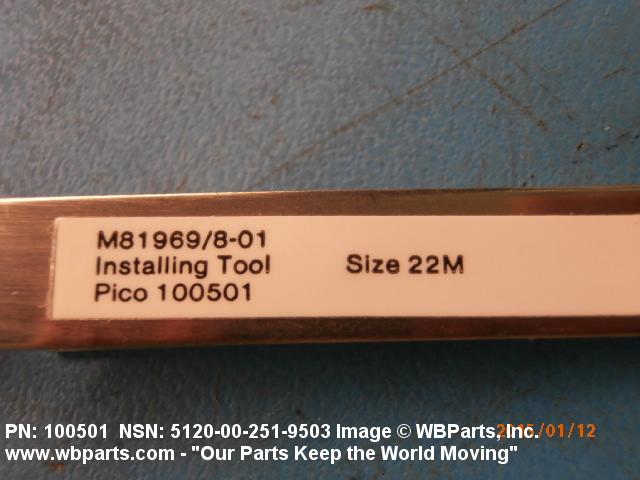 M81969/8-01
Installing Tool Size 22M
Pico 100501
PN: 100501 NSN: 5120-00-251-9503 Image © WBParts, Inc.
2015/01/12
www.wbparts.com - "Our Parts Keep the World Moving"